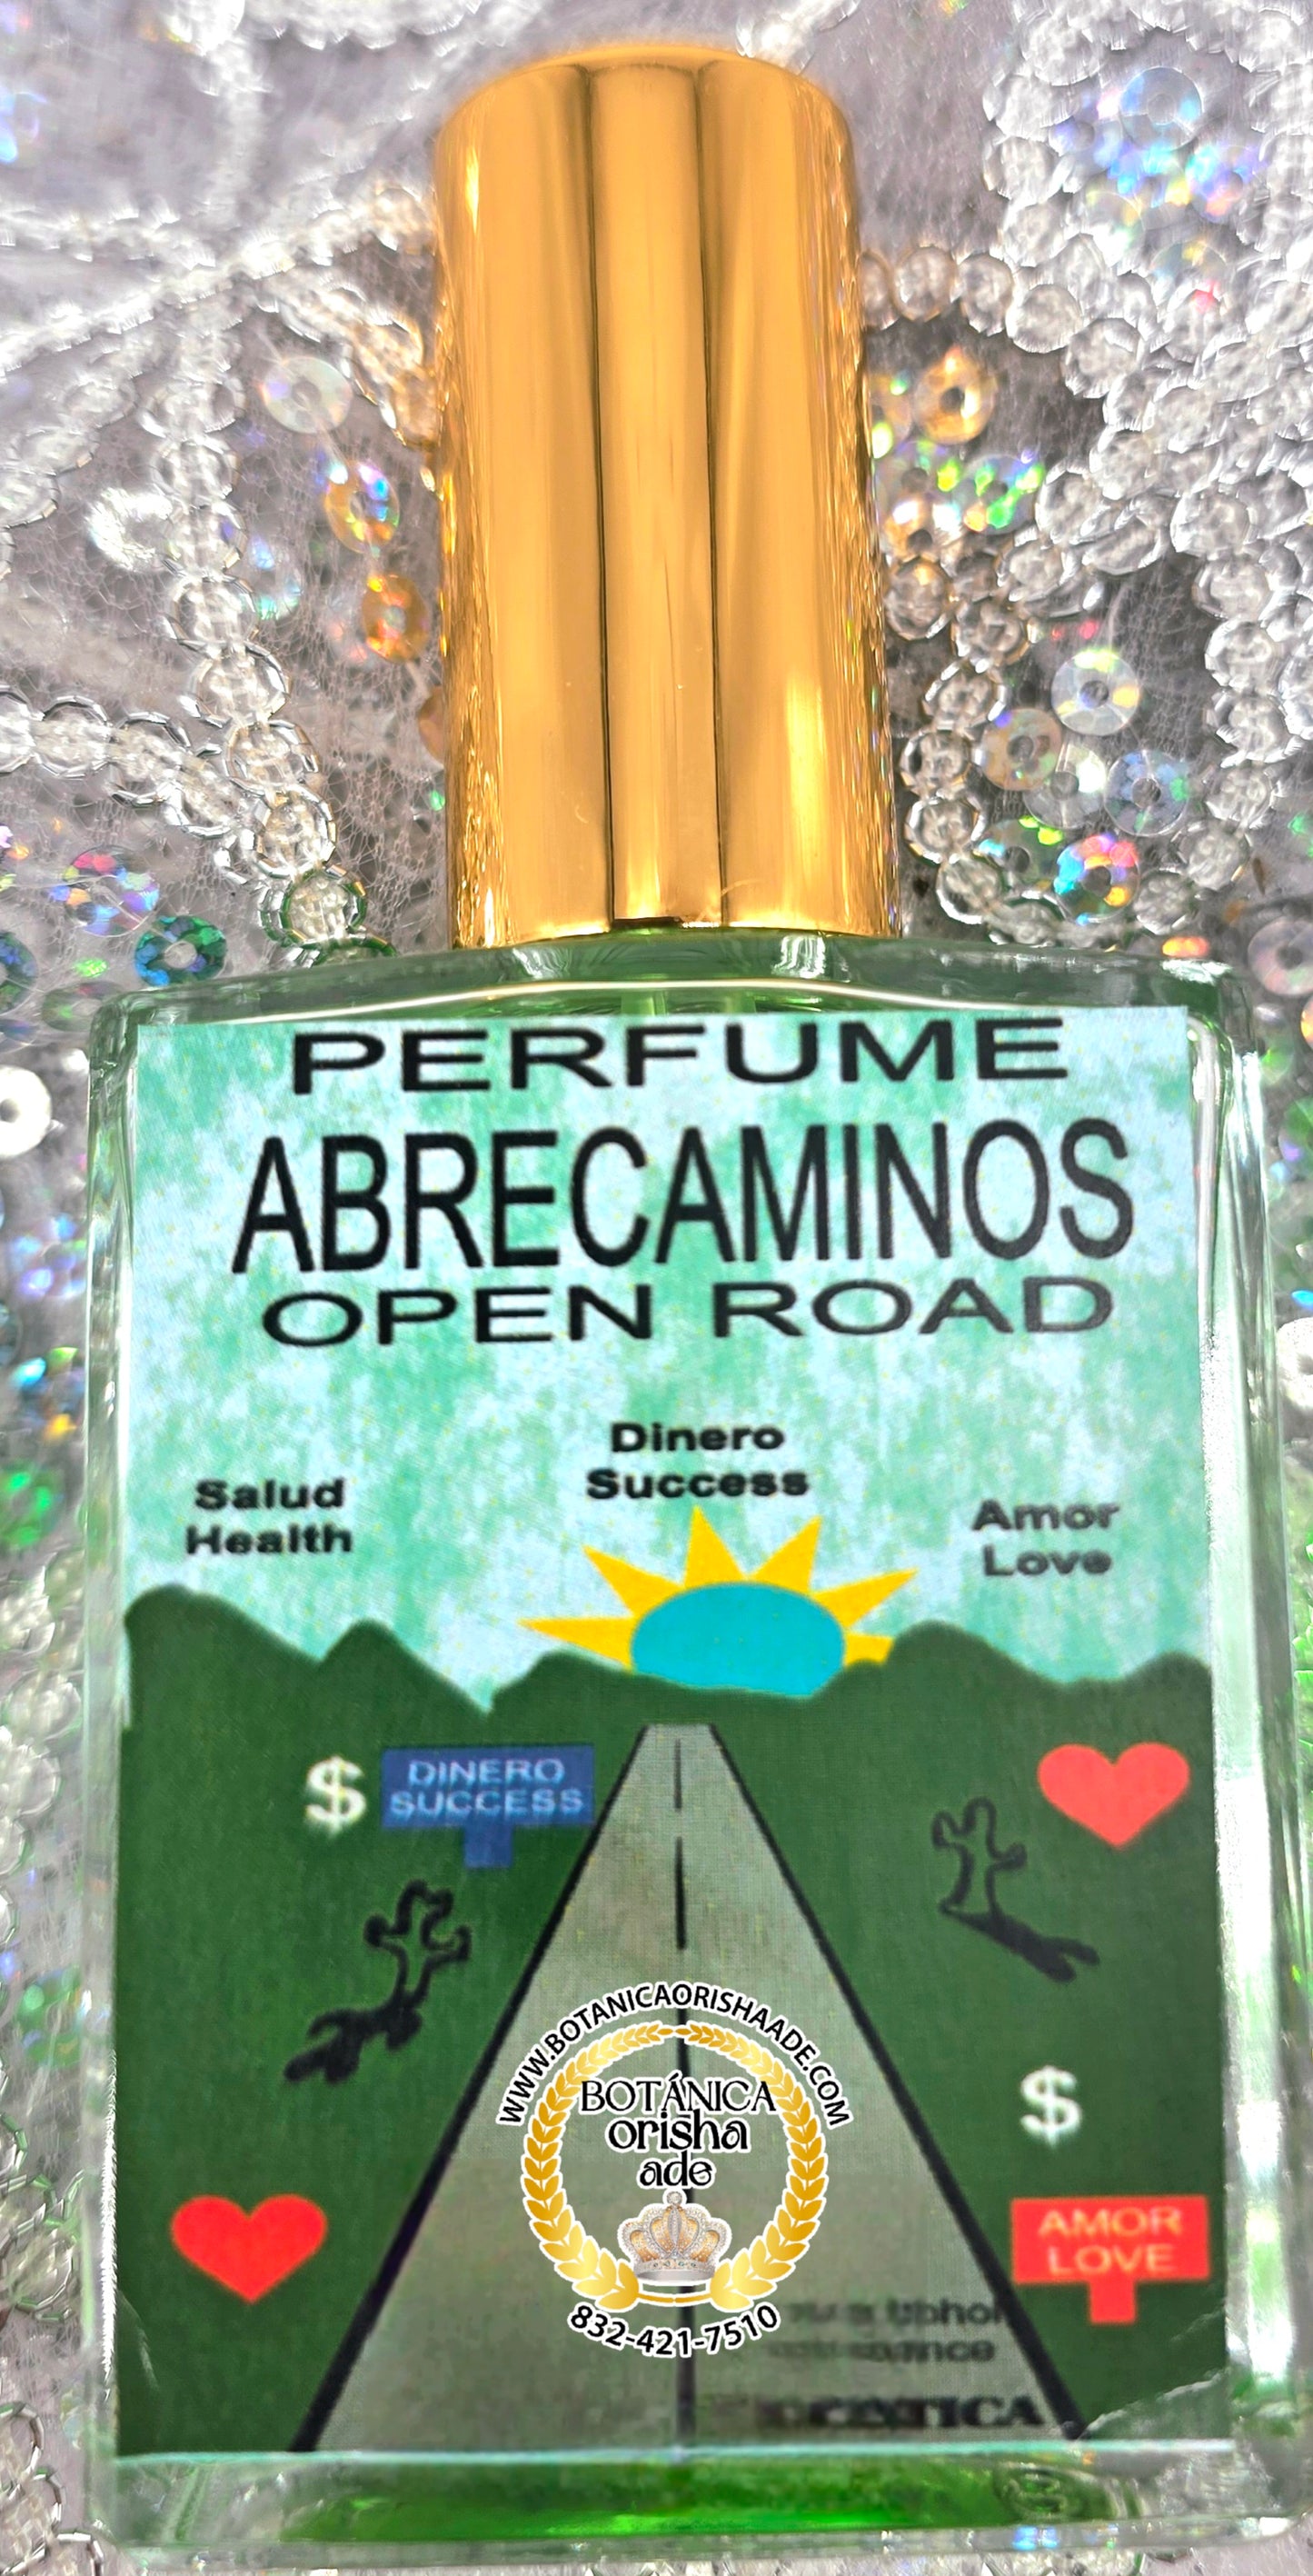 PERFUME
ABRECAMINOS
OPEN ROAD
Dinero
Success
Salud
Health
Amor
Love
$
DINERO
SUCCESS
$
AMOR
LOVE
WWW.BOTANICAORISHAADE.COM
BOTÁNICA
orisha
ade
832-421-7510